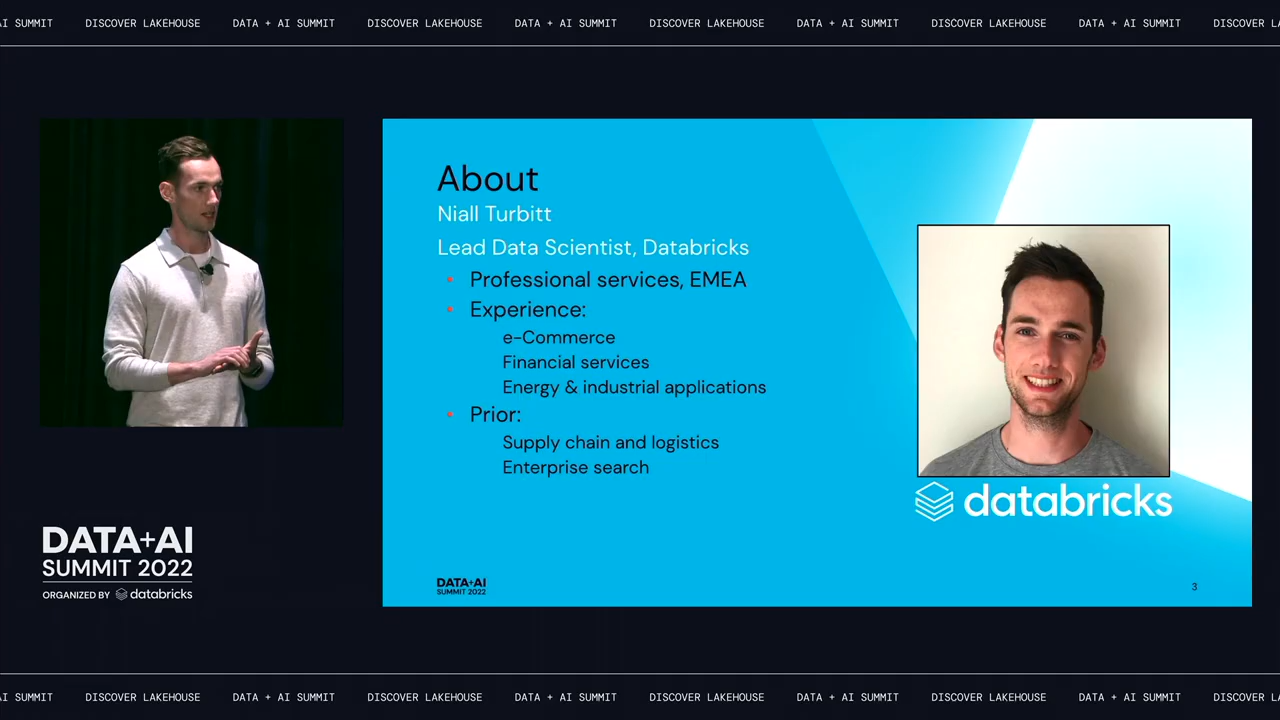 AI SUMMIT DISCOVER LAKEHOUSE DATA + AI SUMMIT DISCOVER LAKEHOUSE DATA + AI SUMMIT DISCOVER LAKEHOUSE DATA + AI SUMMIT DISCOVER LAKEHOUSE DATA + AI SUMMIT DISCOVER
About
Niall Turbitt
Lead Data Scientist, Databricks
Professional services, EMEA
Experience:
e-Commerce
Financial services
Energy & industrial applications
Prior:
Supply chain and logistics
Enterprise search
databricks
DATA+AI
SUMMIT 2022
3
DATA+AI
SUMMIT 2022
ORGANIZED BY databricks
AI SUMMIT DISCOVER LAKEHOUSE DATA + AI SUMMIT DISCOVER LAKEHOUSE DATA + AI SUMMIT DISCOVER LAKEHOUSE DATA + AI SUMMIT DISCOVER LAKEHOUSE DATA + AI SUMMIT DISCOVER